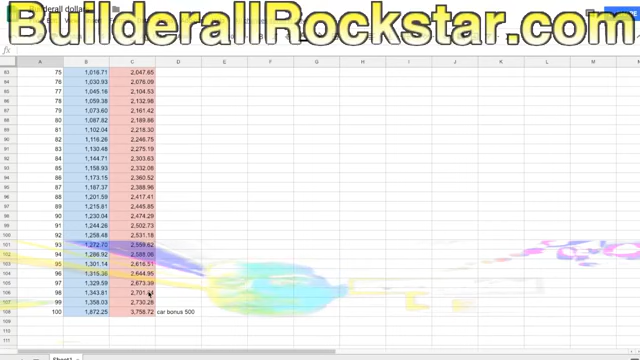 BuilderallRockstar.com
Builderall dollar
fx
A B C D E F G H I J K L M
83 75 1,016.71 2,047.65
84 76 1,030.93 2,076.09
85 77 1,045.16 2,104.53
86 78 1,059.38 2,132.98
87 79 1,073.60 2,161.42
88 80 1,087.82 2,189.86
89 81 1,102.04 2,218.30
90 82 1,116.26 2,246.75
91 83 1,130.48 2,275.19
92 84 1,144.71 2,303.63
93 85 1,158.93 2,332.08
94 86 1,173.15 2,360.52
95 87 1,187.37 2,388.96
96 88 1,201.59 2,417.41
97 89 1,215.81 2,445.85
98 90 1,230.04 2,474.29
99 91 1,244.26 2,502.73
100 92 1,258.48 2,531.18
101 93 1,272.70 2,559.62
102 94 1,286.92 2,588.06
103 95 1,301.14 2,616.51
104 96 1,315.36 2,644.95
105 97 1,329.59 2,673.39
106 98 1,343.81
107 99 1,358.03 2,730.28
108 100 1,872.25 3,758.72 car bonus 500
109
110
111
Sheet1